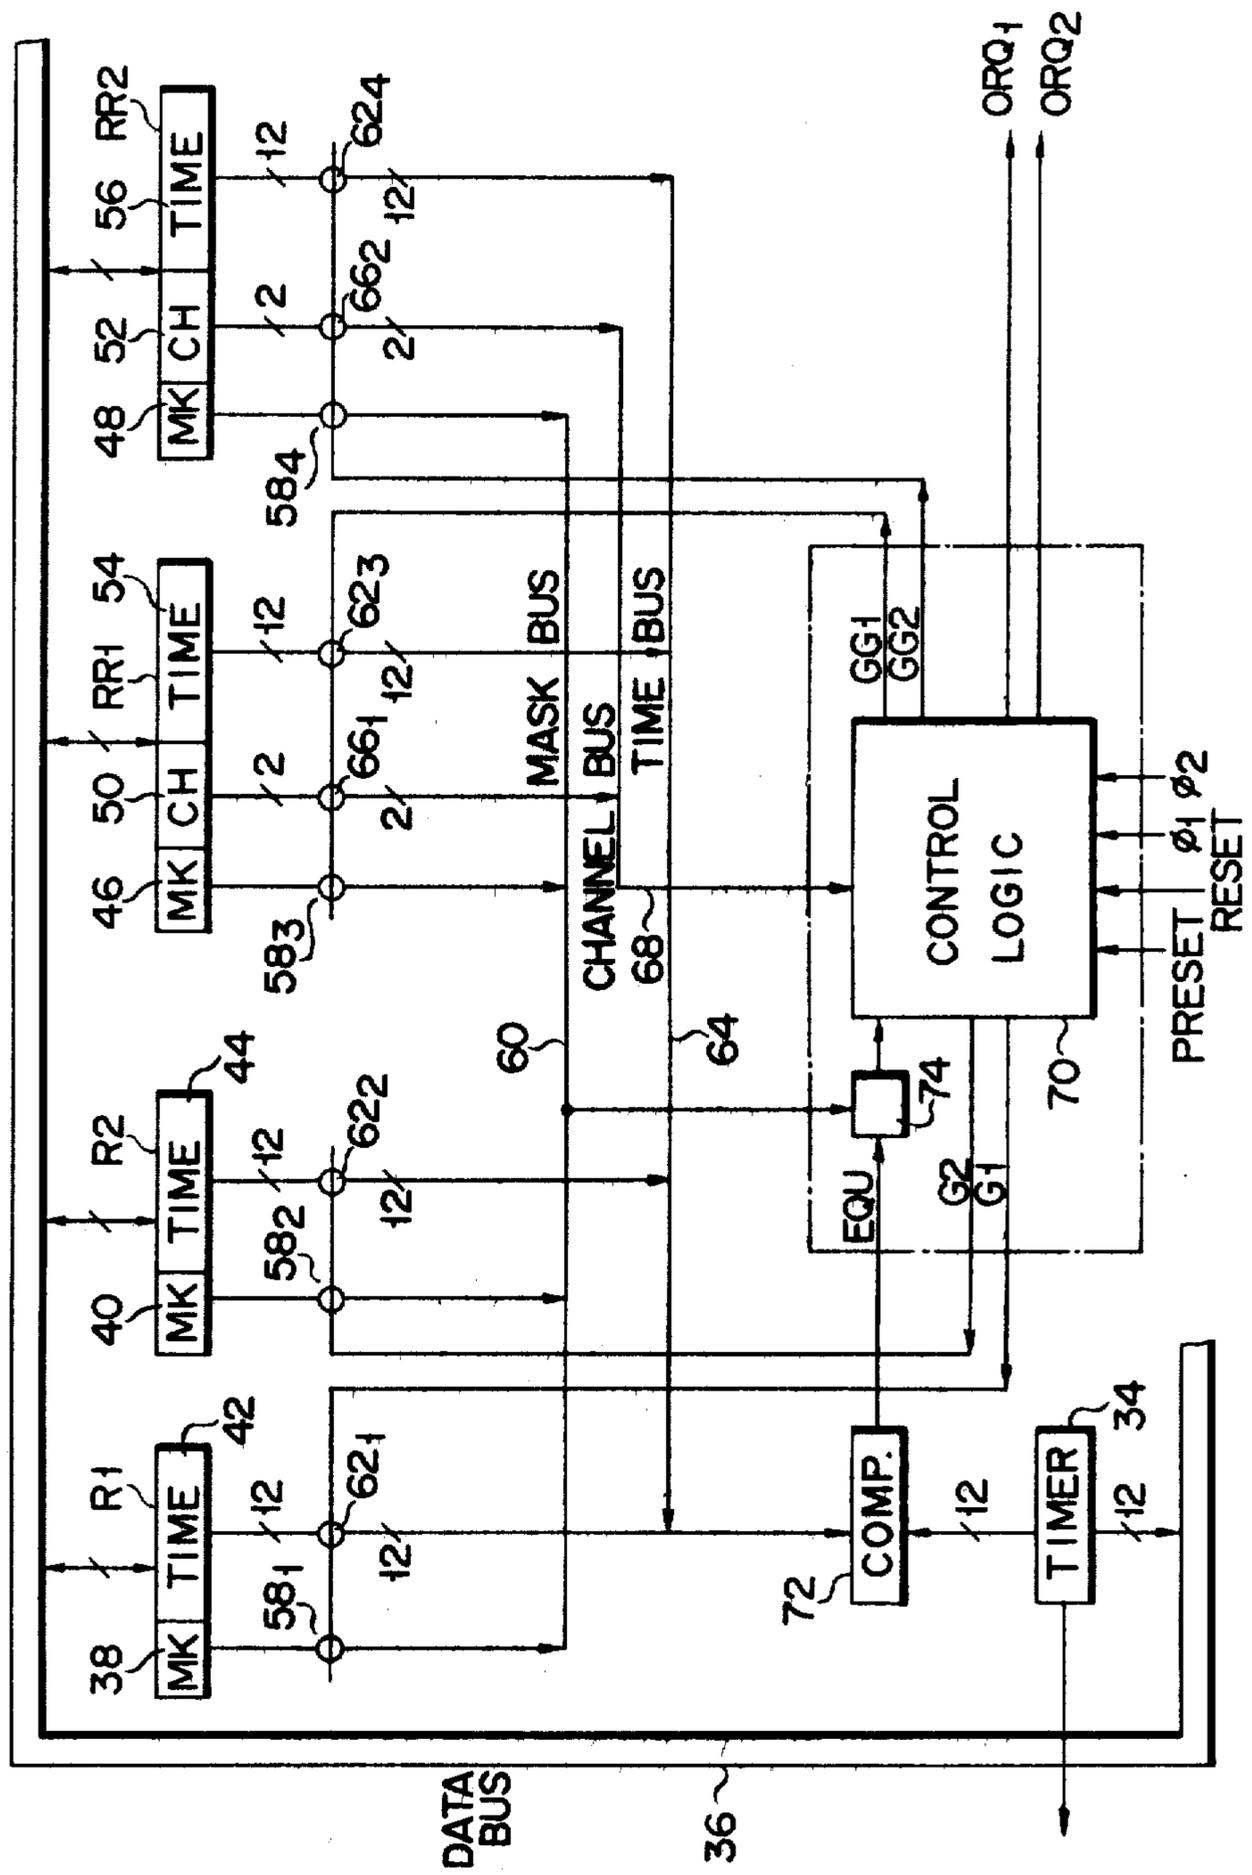 DATA
BUS
36
38
R1
42
MK
TIME
12
58₁
62₁
12
40
R2
44
MK
TIME
12
58₂
62₂
12
46
50
RR1
54
MK
CH
TIME
2
12
58₃
66₁
62₃
2
12
48
52
56
RR2
MK
CH
TIME
2
12
58₄
66₂
62₄
2
12
60
MASK BUS
CHANNEL BUS
68
TIME BUS
64
72
COMP.
EQU
74
12
TIMER
34
12
G2
G1
CONTROL
LOGIC
70
GG1
GG2
ORQ₁
ORQ₂
PRESET
RESET
Ø1
Ø2